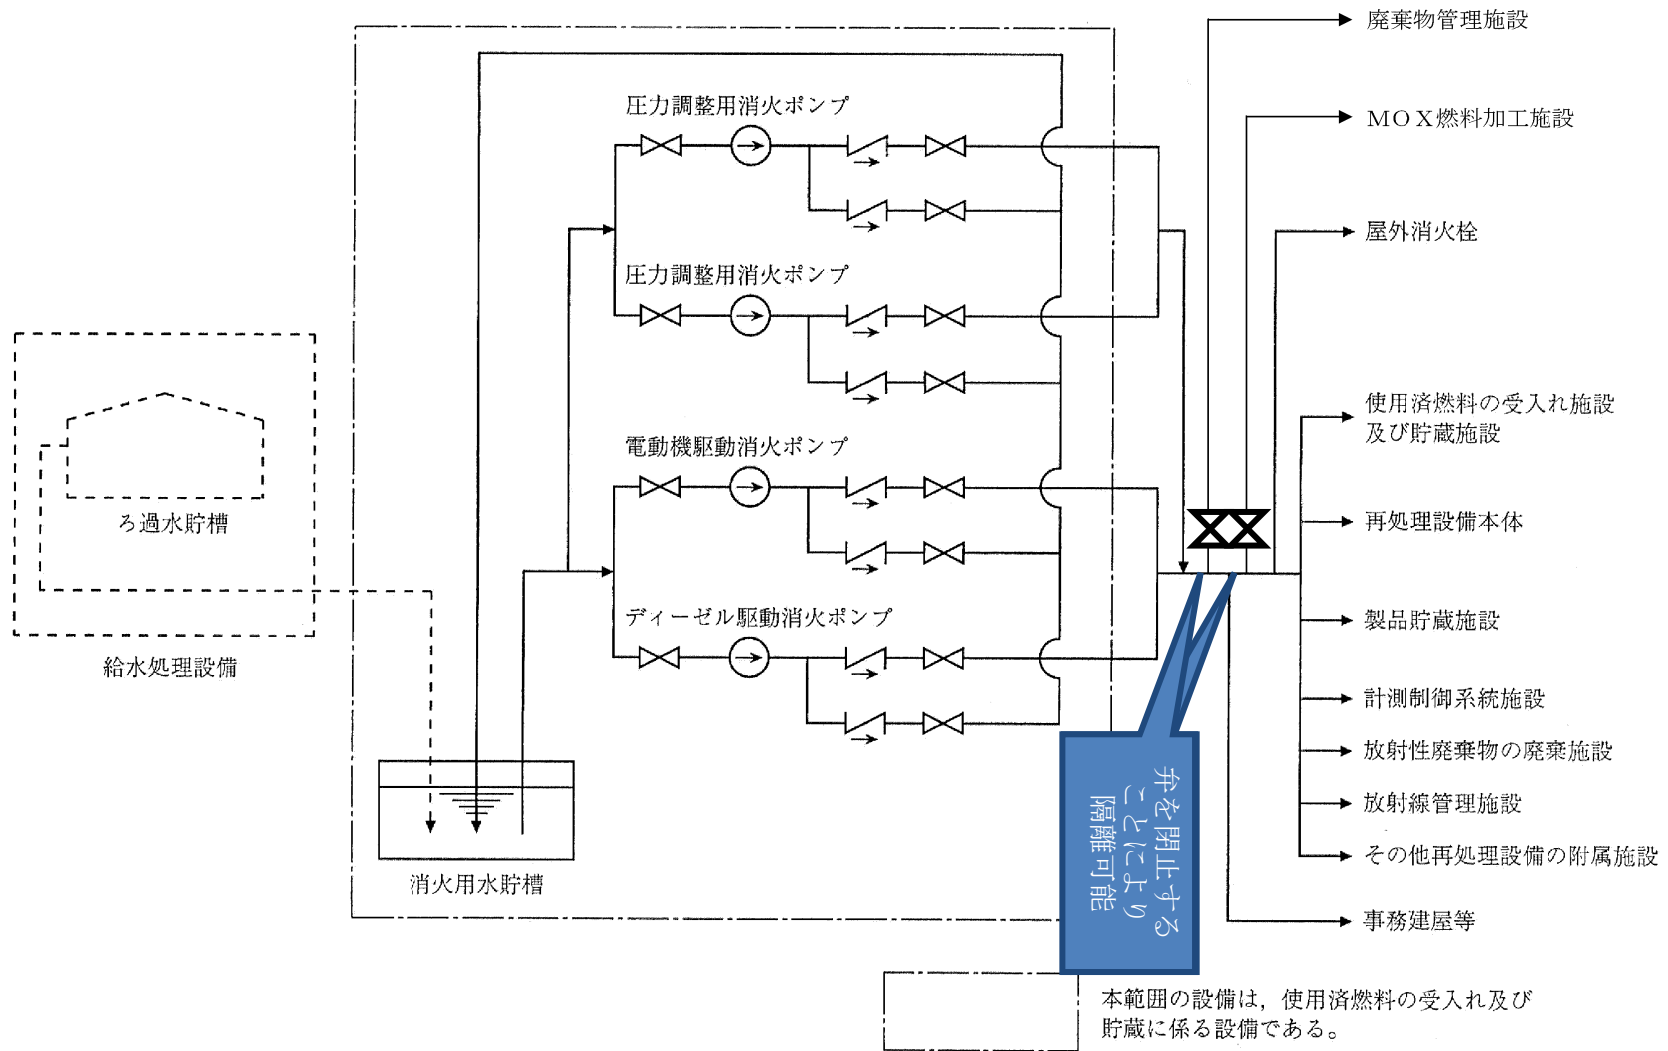 廃棄物管理施設
ＭＯＸ燃料加工施設
屋外消火栓
圧力調整用消火ポンプ
圧力調整用消火ポンプ
電動機駆動消火ポンプ
ディーゼル駆動消火ポンプ
ろ過水貯槽
給水処理設備
消火用水貯槽
使用済燃料の受入れ施設
及び貯蔵施設
再処理設備本体
製品貯蔵施設
計測制御系統施設
放射性廃棄物の廃棄施設
放射線管理施設
その他再処理設備の附属施設
事務建屋等
弁を閉止する
ことにより
隔離可能
本範囲の設備は，使用済燃料の受入れ及び
貯蔵に係る設備である。